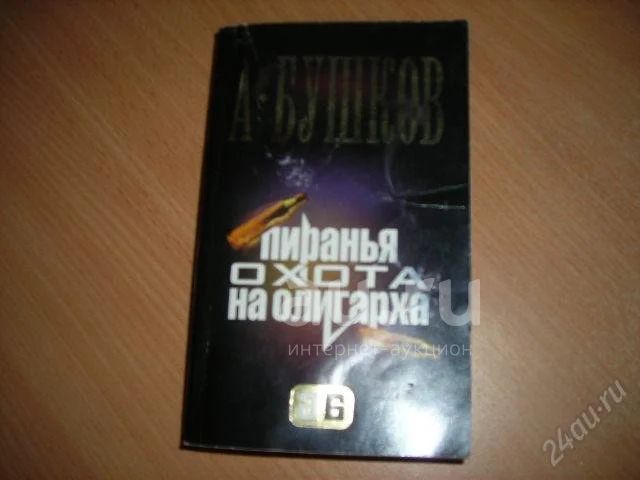 А·БУШКОВ
пиранья
ОХОТА
на олигарха
интернет-аукцион
24au.ru